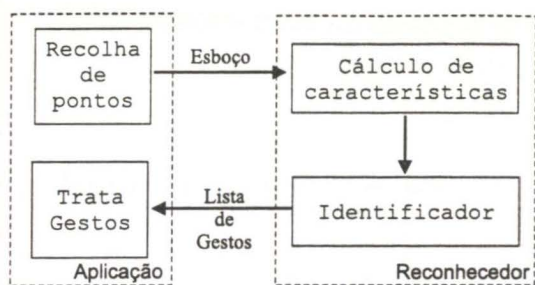 Recolha
de
pontos
Esboço
Cálculo de
características
Trata
Gestos
Lista
de
Gestos
Identificador
Aplicação
Reconhecedor